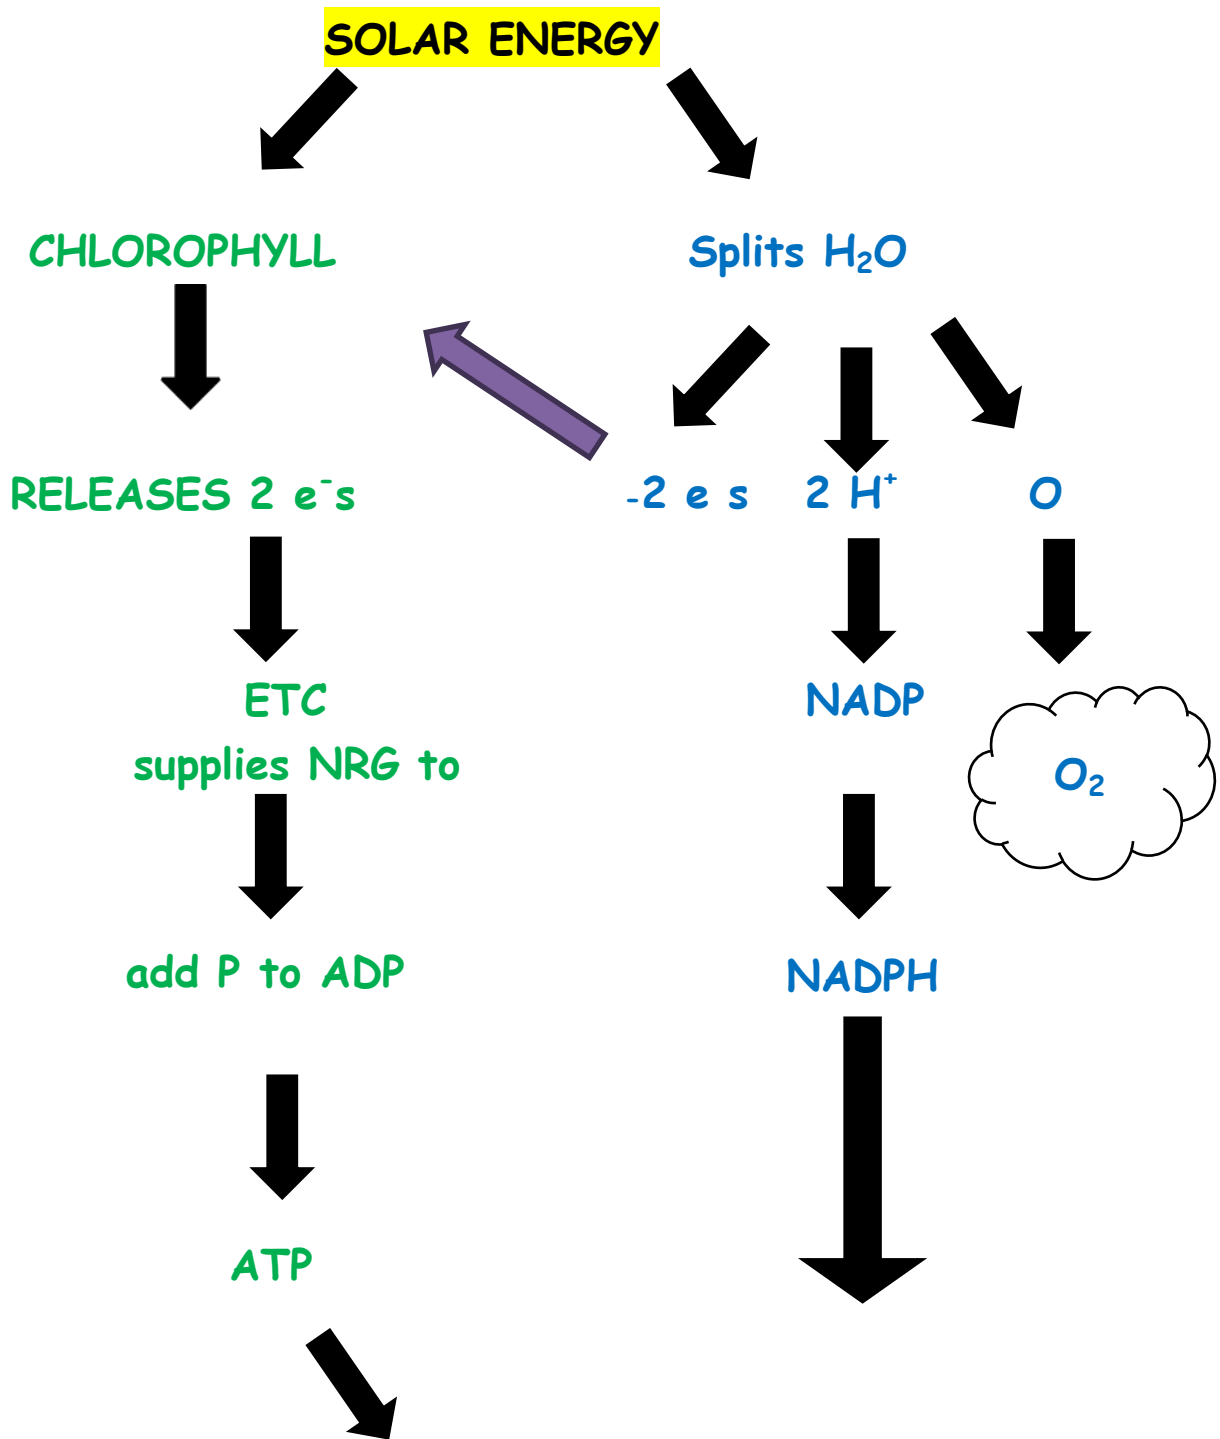 SOLAR ENERGY
CHLOROPHYLL
Splits H₂O
RELEASES 2 e⁻s
-2 e s
2 H⁺
O
ETC
supplies NRG to
NADP
O₂
add P to ADP
NADPH
ATP